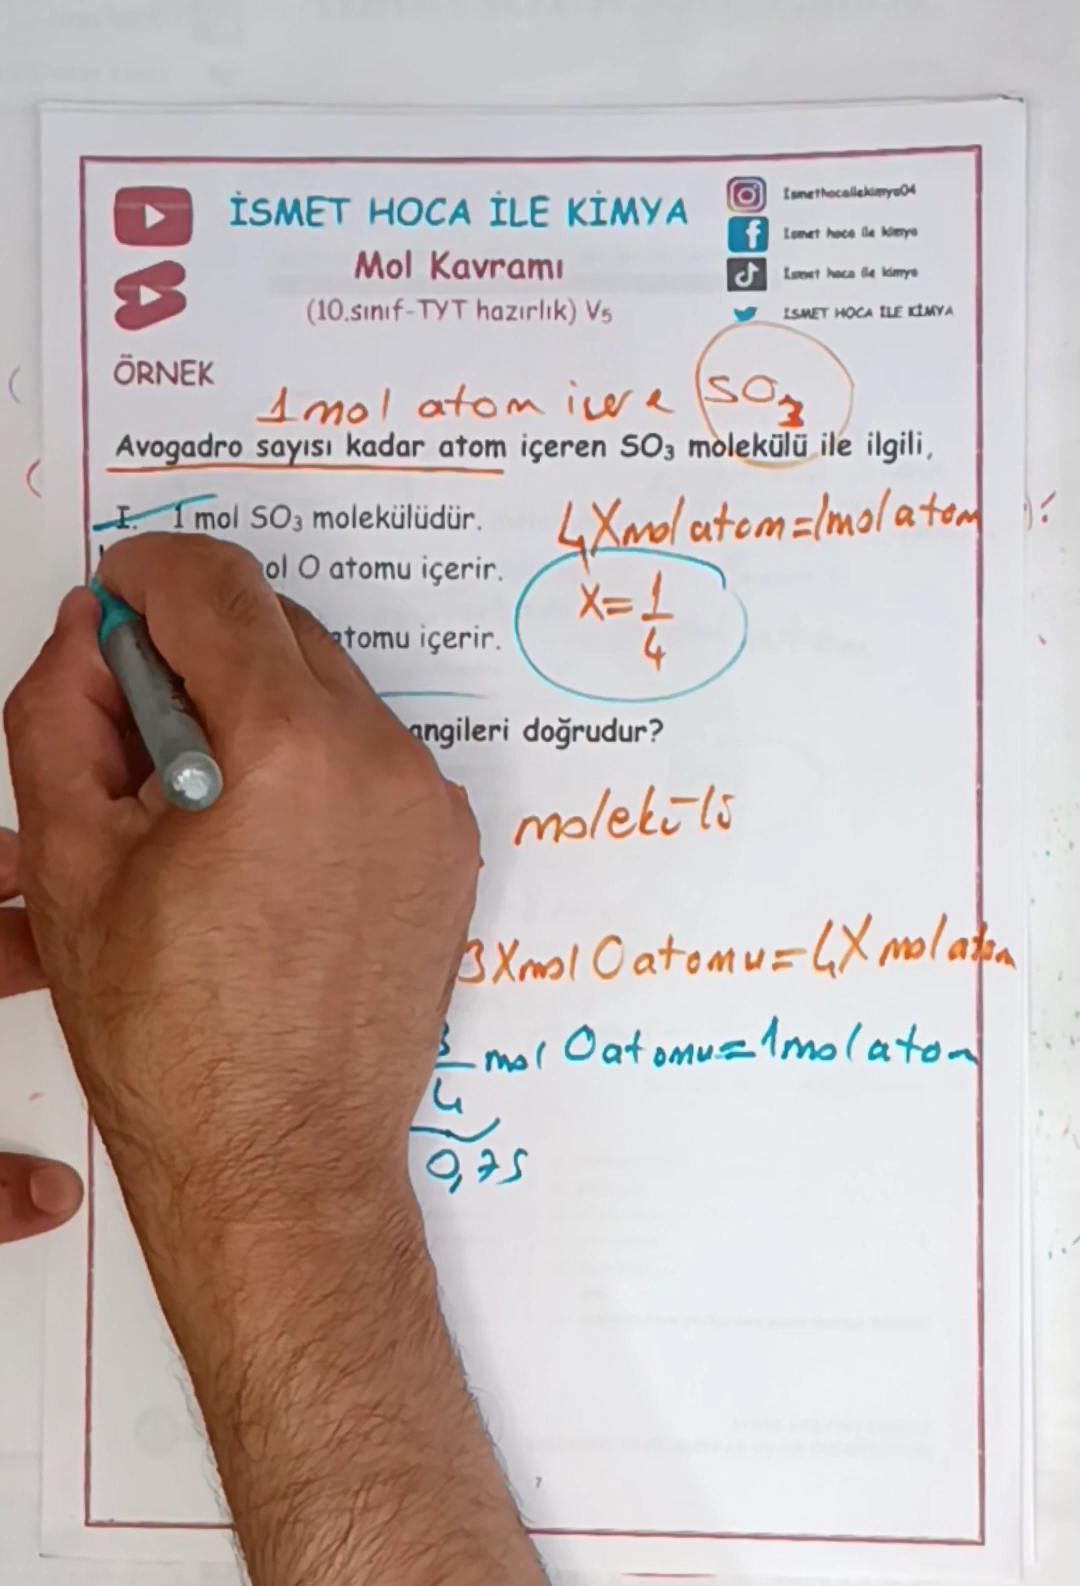 İSMET HOCA İLE KİMYA
Mol Kavramı
(10.sınıf-TYT hazırlık) V5
İsmethocailekimya04
İsmet hoca ile kimya
İsmet hoca ile kimya
İSMET HOCA İLE KİMYA
ÖRNEK
1mol atom içere SO3
Avogadro sayısı kadar atom içeren SO3 molekülü ile ilgili,
I. 1 mol SO3 molekülüdür.
4Xmol atom=1mol atom
ol O atomu içerir.
X=1/4
atomu içerir.
angileri doğrudur?
molekülü
3Xmol O atomu=4X mol atom
3/4 mol O atomu=1mol atom
0,75
7